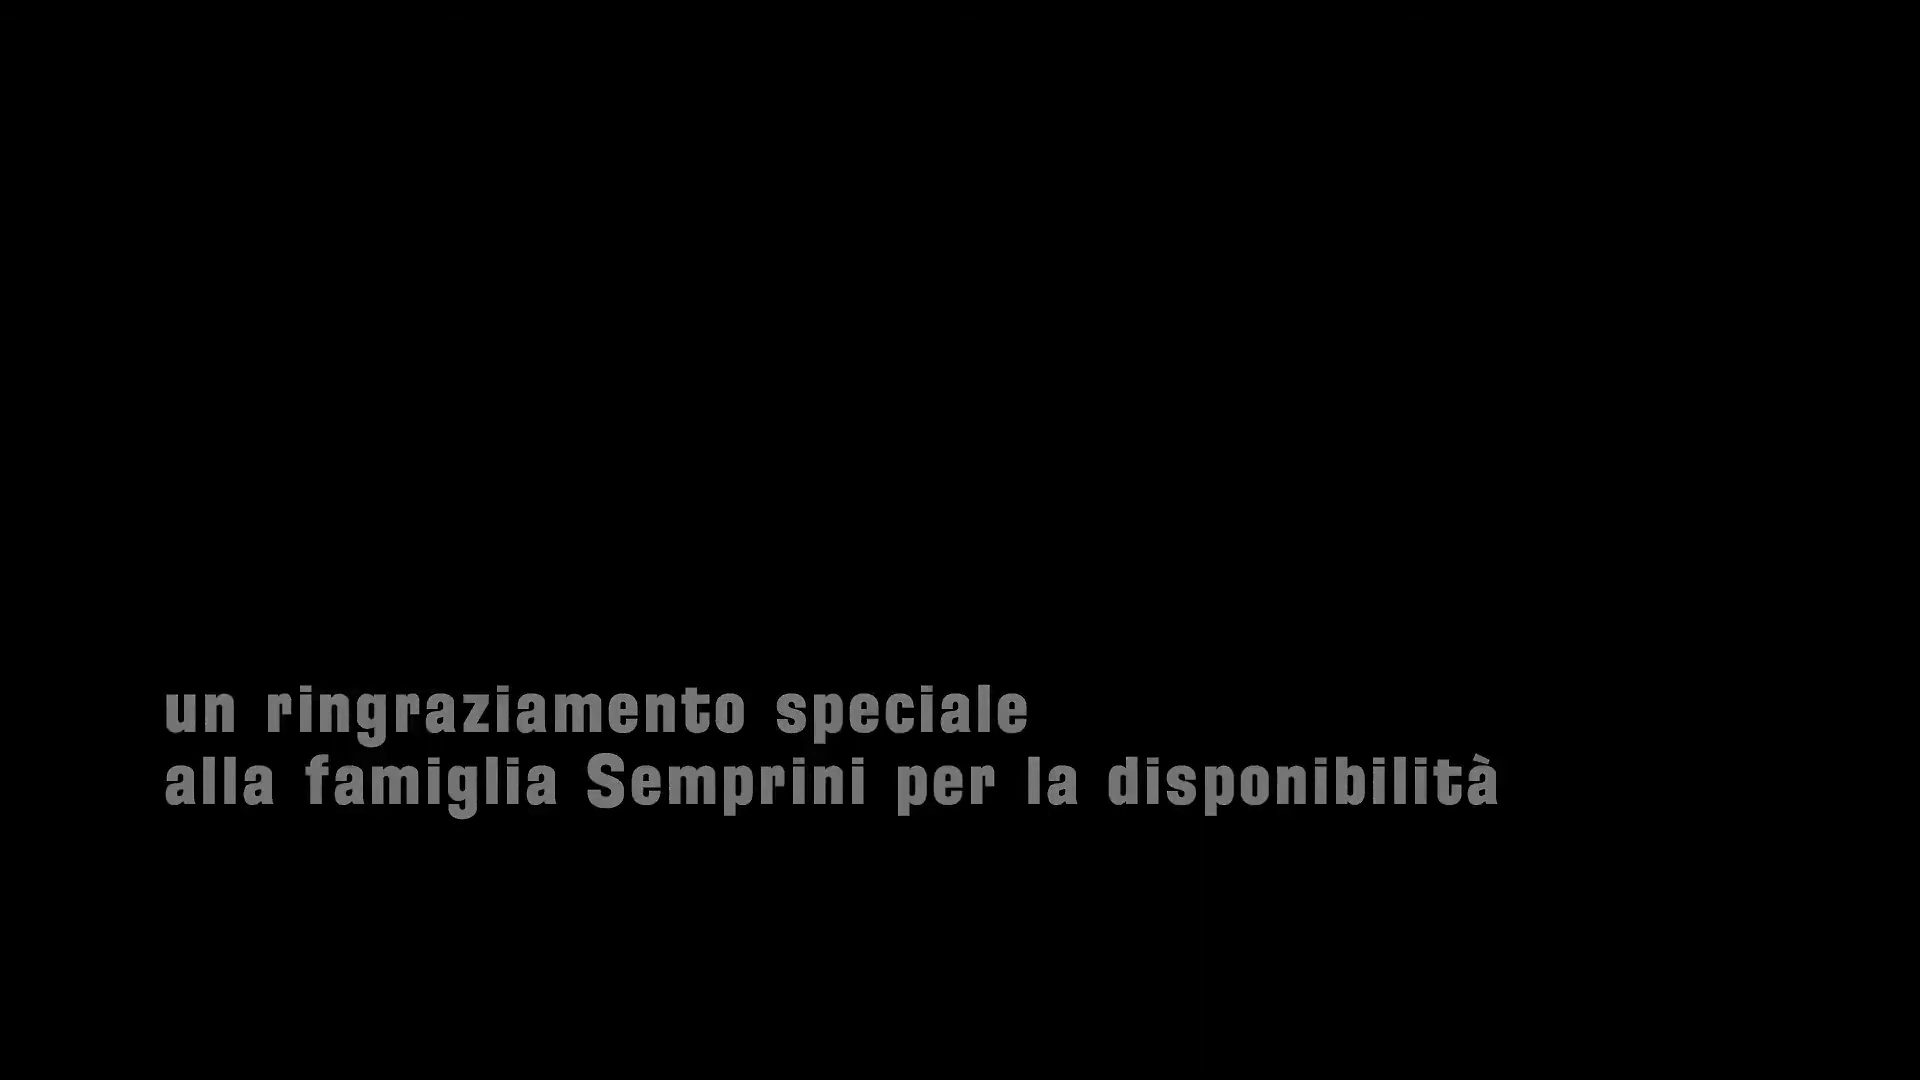 un ringraziamento speciale
alla famiglia Semprini per la disponibilità